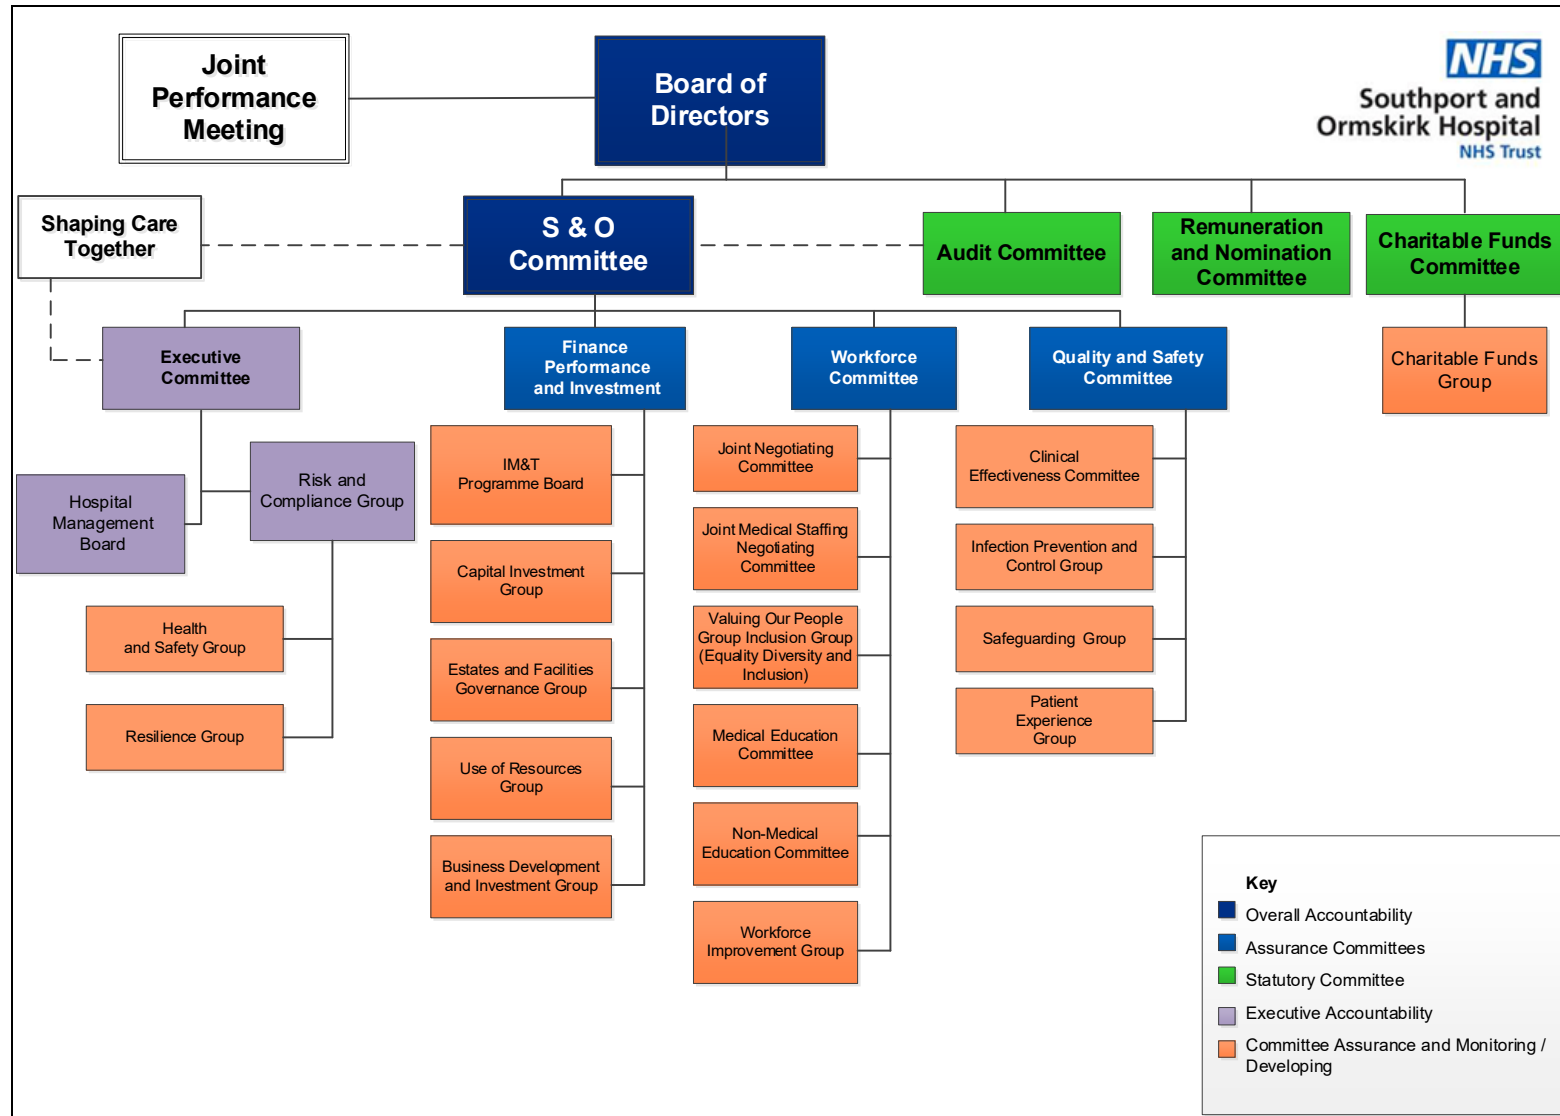 Joint
Performance
Meeting
Board of
Directors
NHS
Southport and
Ormskirk Hospital
NHS Trust
Shaping Care
Together
S & O
Committee
Audit Committee
Remuneration
and Nomination
Committee
Charitable Funds
Committee
Executive
Committee
Finance
Performance
and Investment
Workforce
Committee
Quality and Safety
Committee
Charitable Funds
Group
Hospital
Management
Board
Risk and
Compliance Group
Health
and Safety Group
Resilience Group
IM&T
Programme Board
Capital Investment
Group
Estates and Facilities
Governance Group
Use of Resources
Group
Business Development
and Investment Group
Joint Negotiating
Committee
Joint Medical Staffing
Negotiating
Committee
Valuing Our People
Group Inclusion Group
(Equality Diversity and
Inclusion)
Medical Education
Committee
Non-Medical
Education Committee
Workforce
Improvement Group
Clinical
Effectiveness Committee
Infection Prevention and
Control Group
Safeguarding Group
Patient
Experience
Group
Key
Overall Accountability
Assurance Committees
Statutory Committee
Executive Accountability
Committee Assurance and Monitoring /
Developing